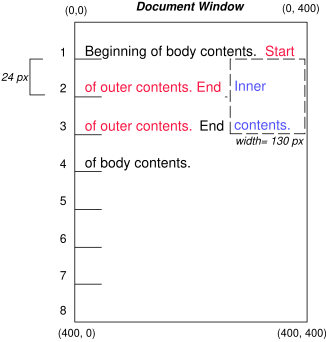 Document Window
(0,0) (0, 400)
1 Beginning of body contents. Start
24 px
2 of outer contents. End Inner
3 of outer contents. End contents.
width= 130 px
4 of body contents.
5
6
7
8
(400, 0) (400, 400)